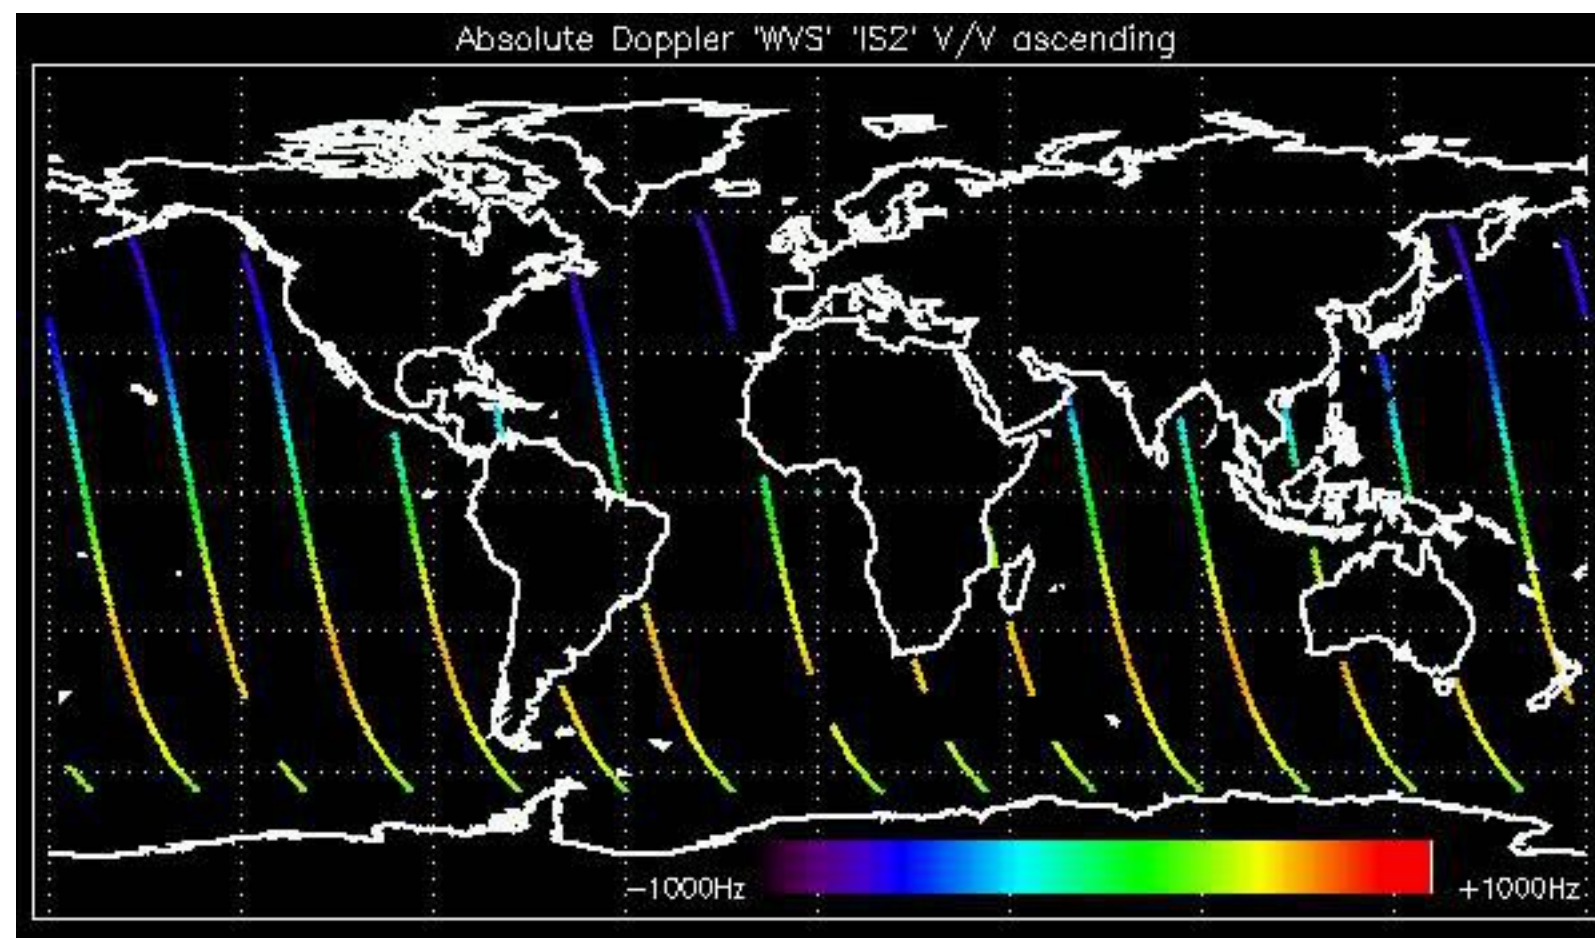 Absolute Doppler 'WVS' 'IS2' V/V ascending
-1000Hz
+1000Hz